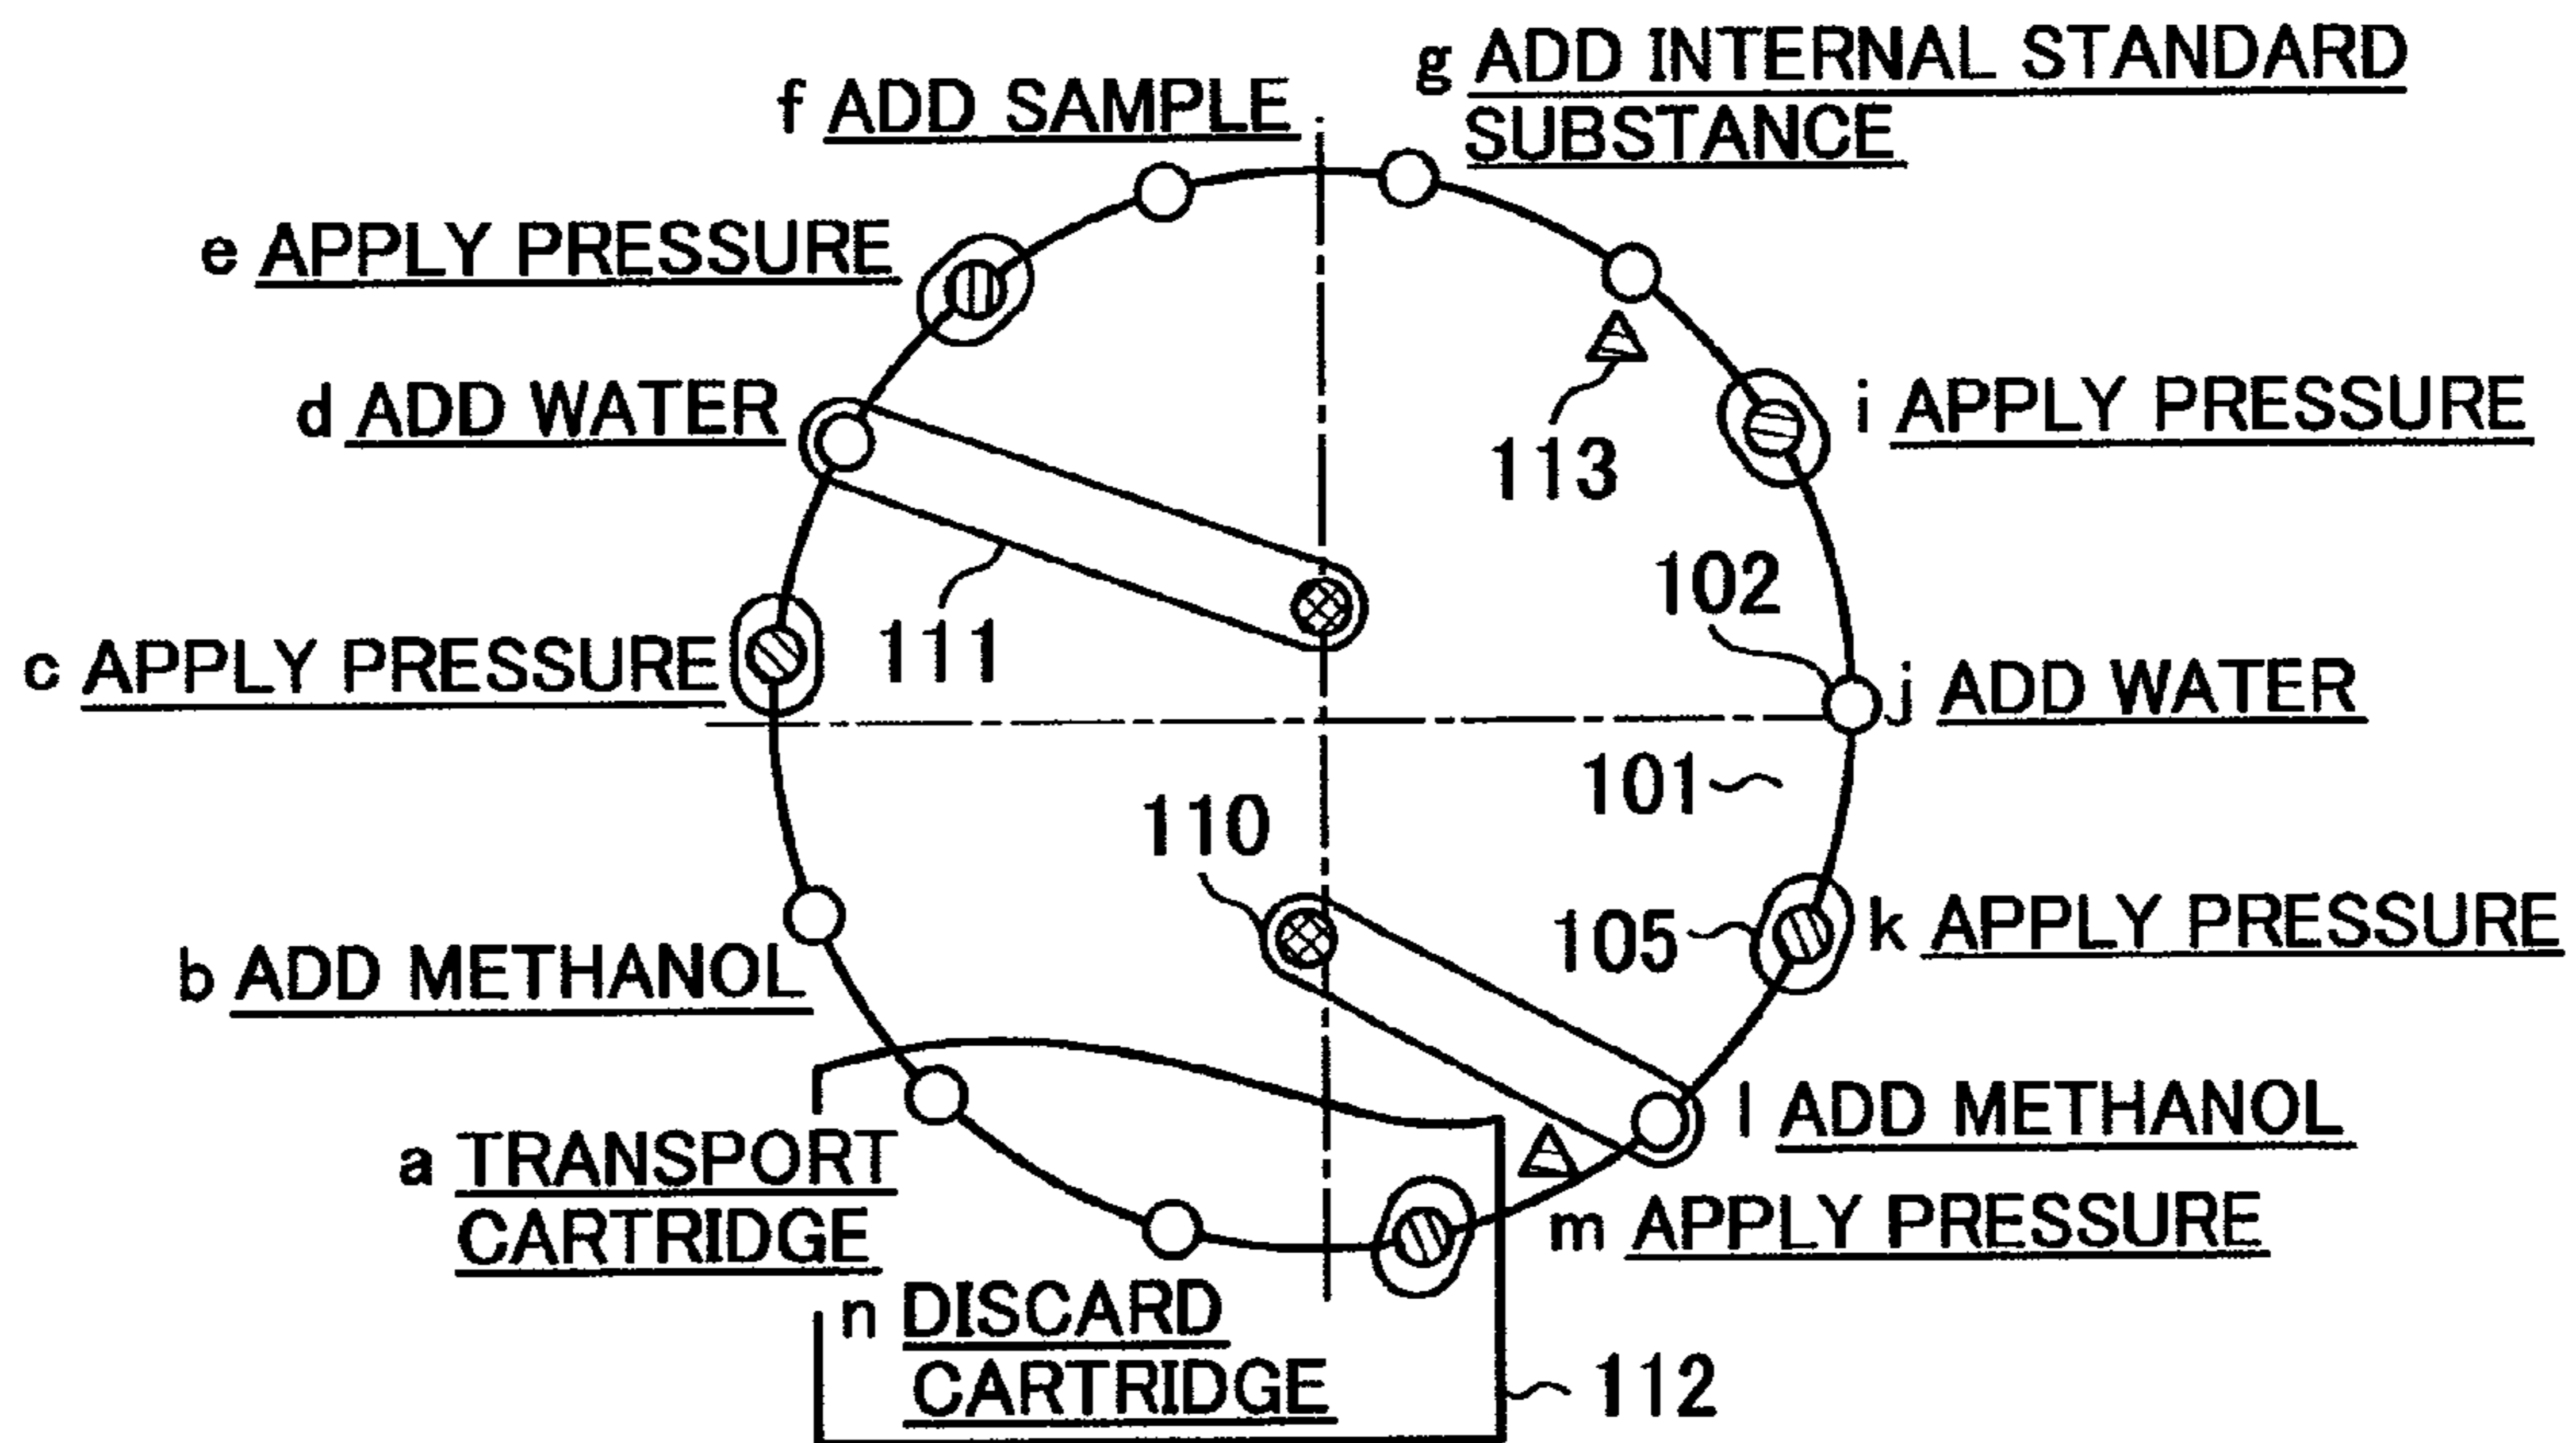 g ADD INTERNAL STANDARD
SUBSTANCE
f ADD SAMPLE
e APPLY PRESSURE
d ADD WATER
i APPLY PRESSURE
113
102
111
c APPLY PRESSURE
j ADD WATER
101
110
105
k APPLY PRESSURE
b ADD METHANOL
l ADD METHANOL
a TRANSPORT
CARTRIDGE
m APPLY PRESSURE
n DISCARD
CARTRIDGE
112